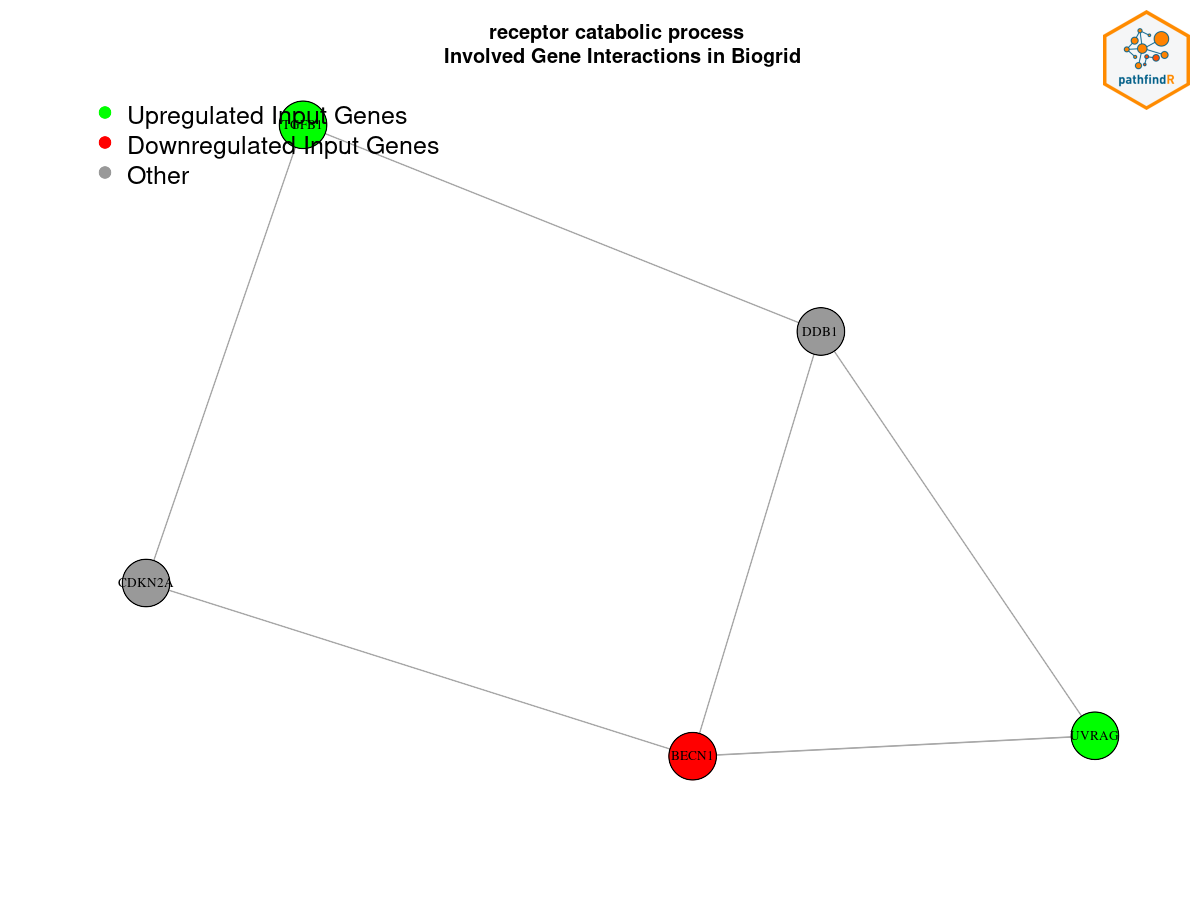 receptor catabolic process
Involved Gene Interactions in Biogrid
pathfindR
Upregulated Input Genes
TGFB1
Downregulated Input Genes
Other
DDB1
CDKN2A
UVRAG
BECN1